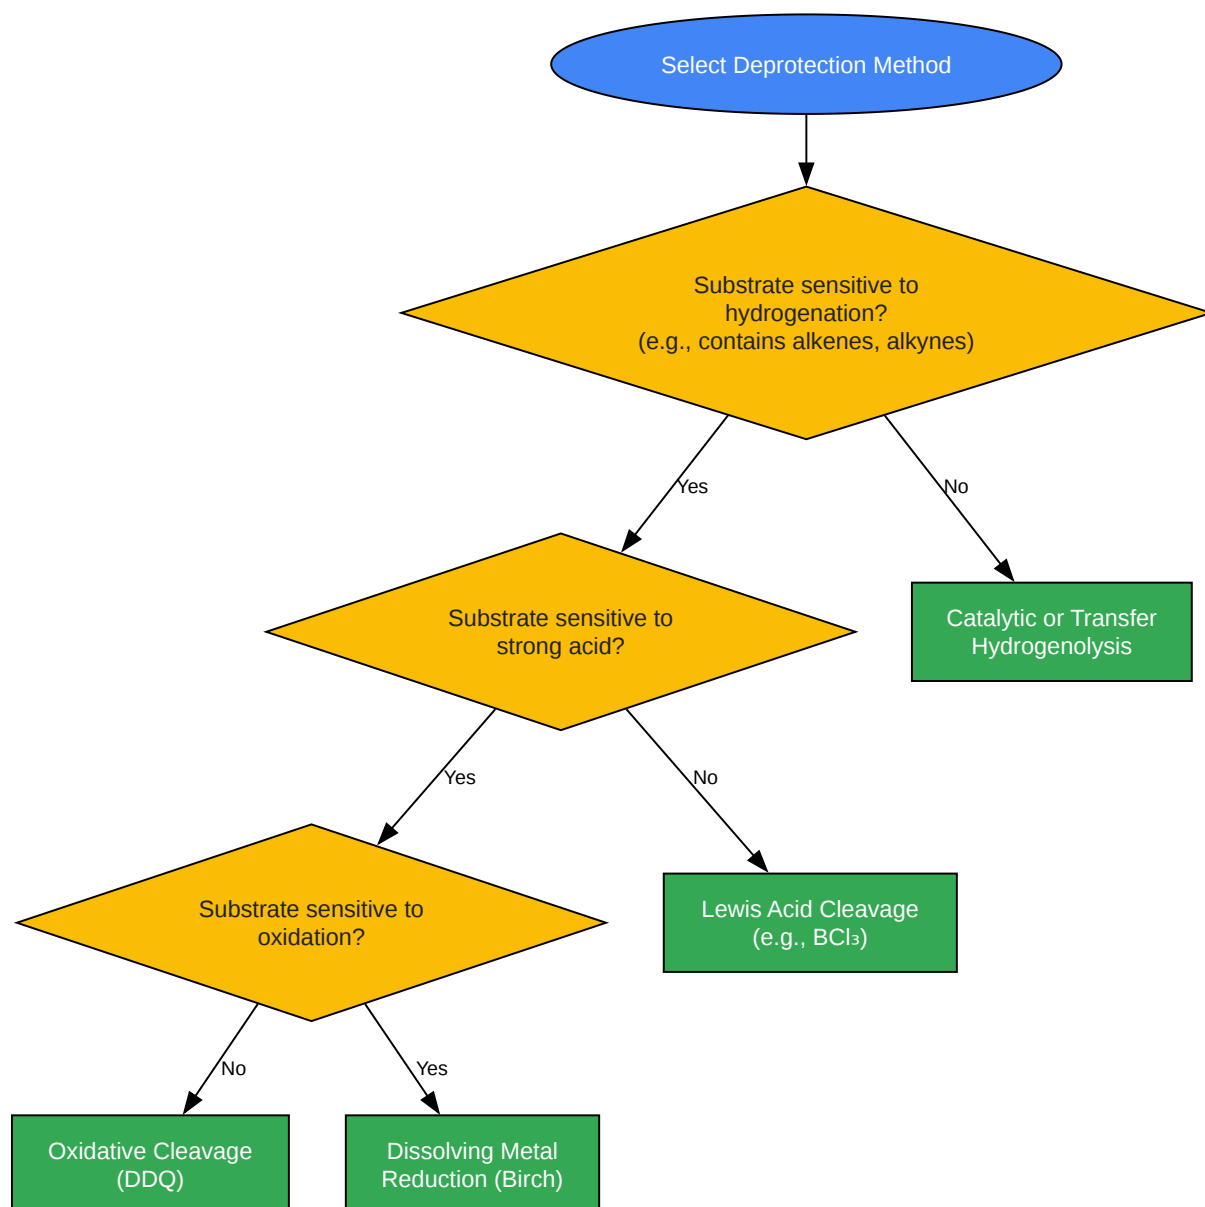 Select Deprotection Method
Substrate sensitive to
hydrogenation?
(e.g., contains alkenes, alkynes)
Yes
No
Substrate sensitive to
strong acid?
Catalytic or Transfer
Hydrogenolysis
Yes
No
Substrate sensitive to
oxidation?
Lewis Acid Cleavage
(e.g., BCl₃)
No
Yes
Oxidative Cleavage
(DDQ)
Dissolving Metal
Reduction (Birch)